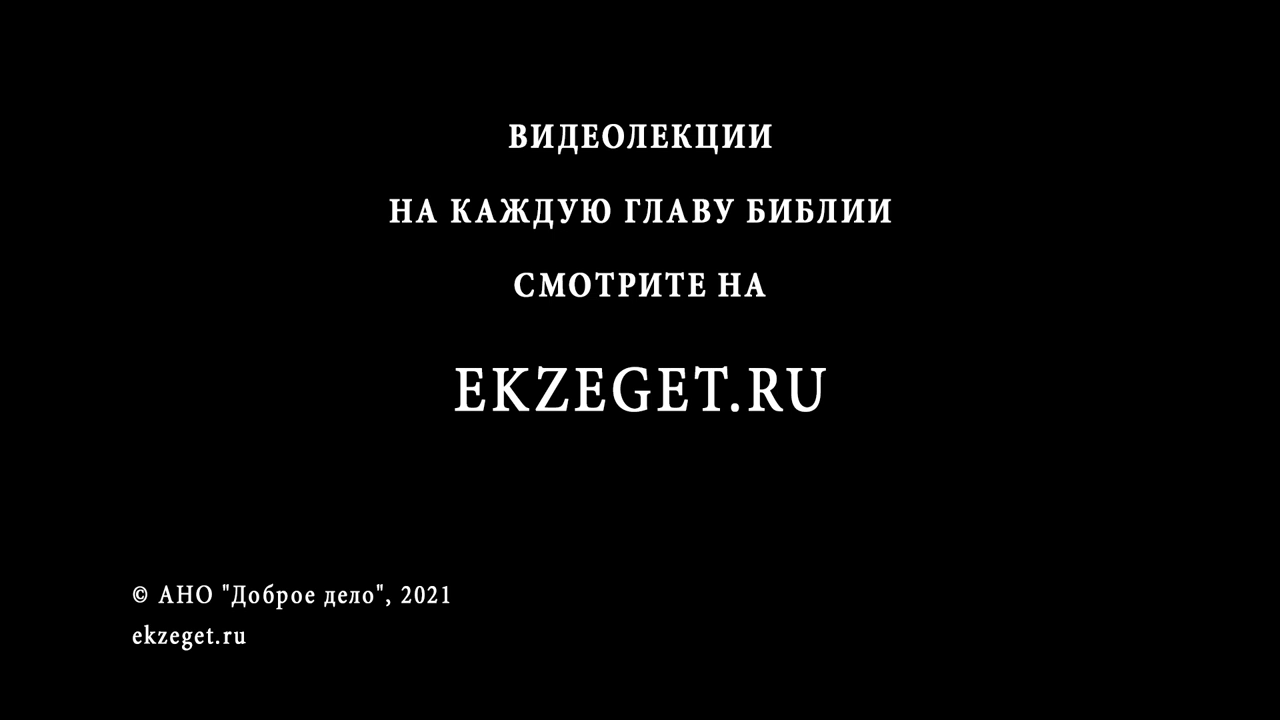 ВИДЕОЛЕКЦИИ
НА КАЖДУЮ ГЛАВУ БИБЛИИ
СМОТРИТЕ НА
EKZEGET.RU
© АНО "Доброе дело", 2021
ekzeget.ru